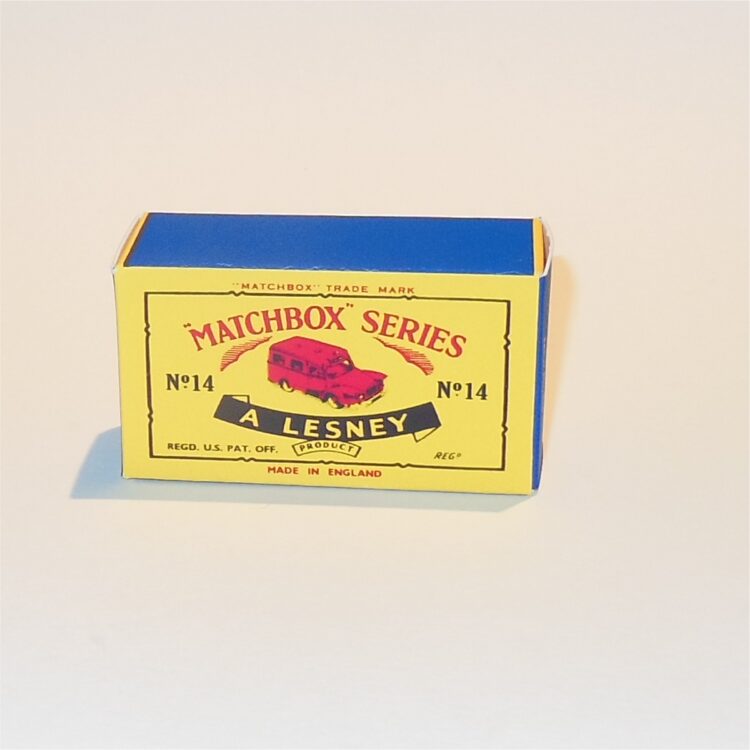 "MATCHBOX" TRADE MARK
"MATCHBOX" SERIES
Nº14 Nº14
A LESNEY
PRODUCT
REGD. U.S. PAT. OFF. REGD
MADE IN ENGLAND